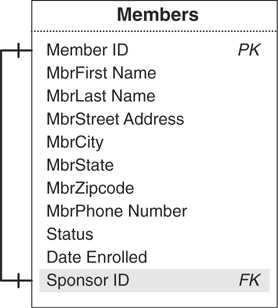 Members
Member ID PK
MbrFirst Name
MbrLast Name
MbrStreet Address
MbrCity
MbrState
MbrZipcode
MbrPhone Number
Status
Date Enrolled
Sponsor ID FK